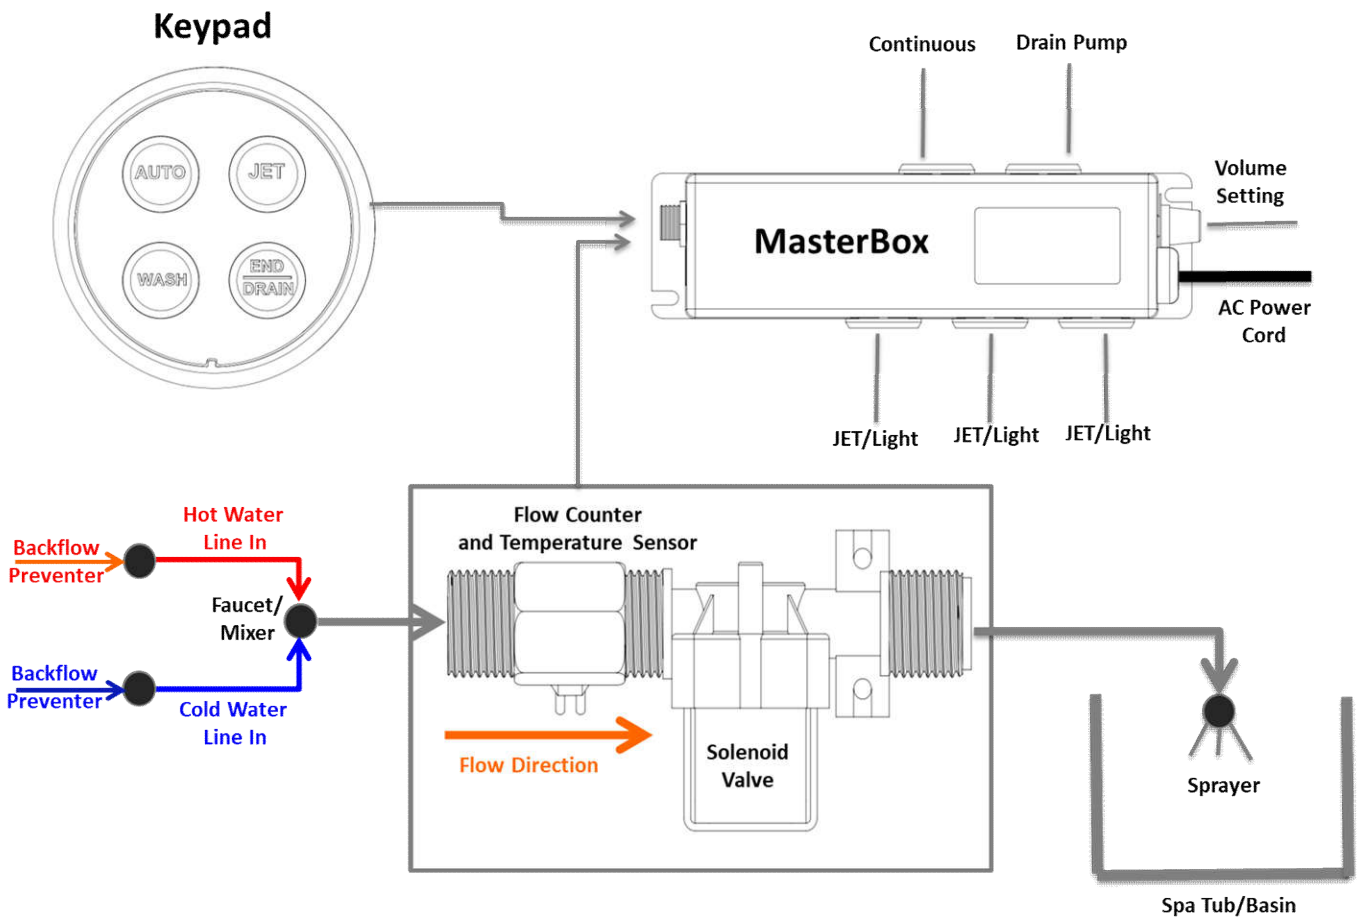 Keypad
AUTO
JET
WASH
END
DRAIN
Continuous
Drain Pump
MasterBox
Volume
Setting
AC Power
Cord
JET/Light
JET/Light
JET/Light
Backflow
Preventer
Hot Water
Line In
Faucet/
Mixer
Backflow
Preventer
Cold Water
Line In
Flow Counter
and Temperature Sensor
Flow Direction
Solenoid
Valve
Sprayer
Spa Tub/Basin